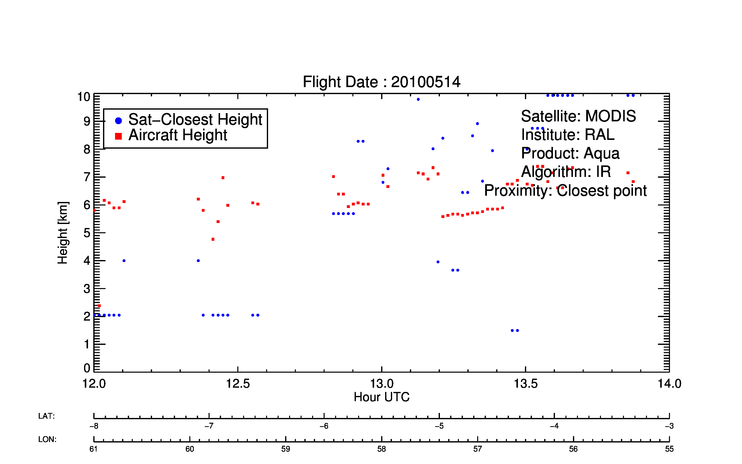 Flight Date : 20100514
Sat-Closest Height
Aircraft Height
Satellite: MODIS
Institute: RAL
Product: Aqua
Algorithm: IR
Proximity: Closest point
Height [km]
10
9
8
7
6
5
4
3
2
1
0
12.0 12.5 13.0 13.5 14.0
Hour UTC
LAT:
-8 -7 -6 -5 -4 -3
LON:
61 60 59 58 57 56 55